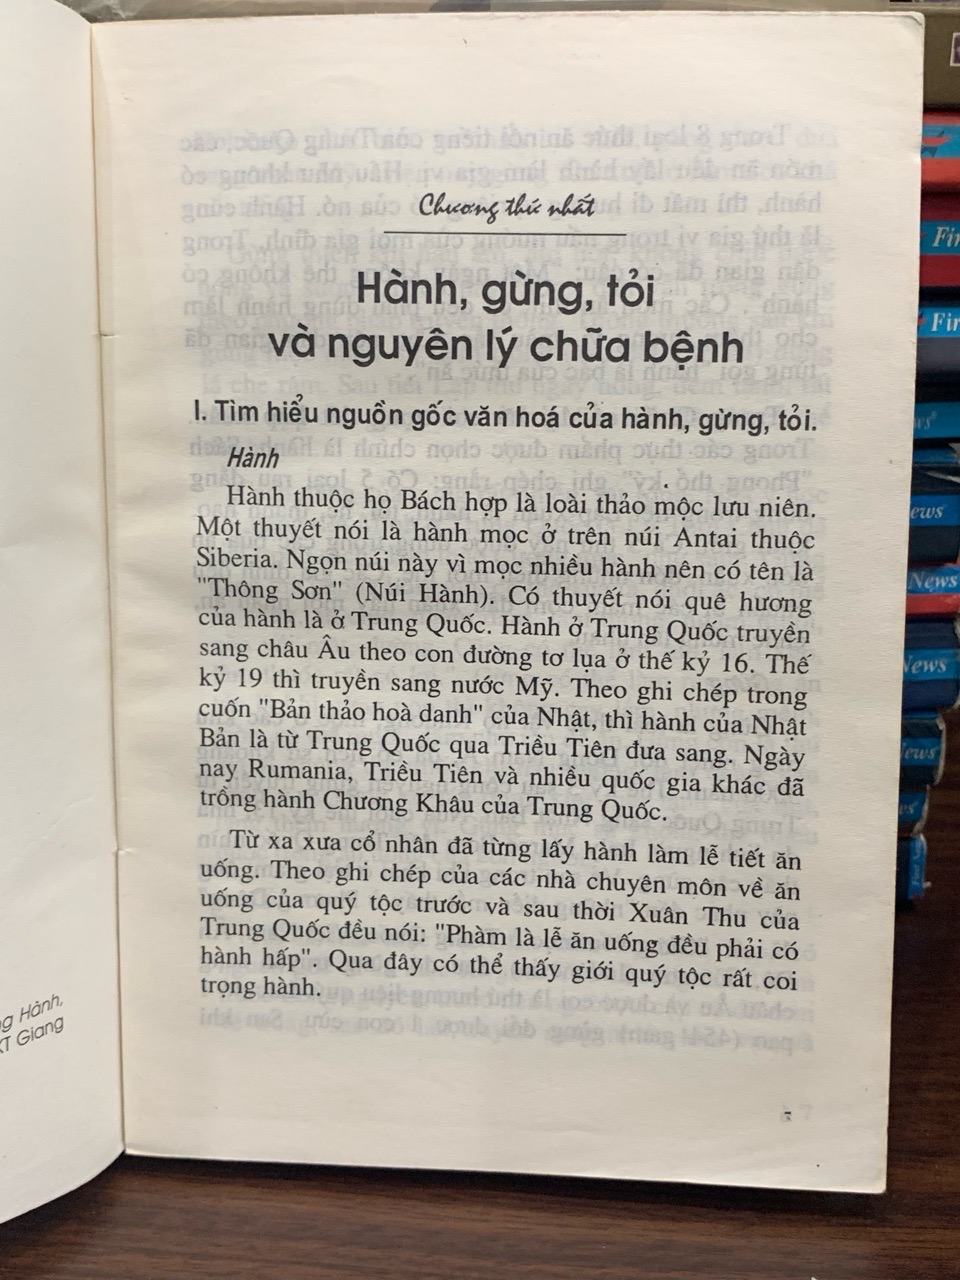 Chương thứ nhất
Hành, gừng, tỏi
và nguyên lý chữa bệnh
I. Tìm hiểu nguồn gốc văn hoá của hành, gừng, tỏi.
Hành
Hành thuộc họ Bách hợp là loài thảo mộc lưu niên.
Một thuyết nói là hành mọc ở trên núi Antai thuộc
Siberia. Ngọn núi này vì mọc nhiều hành nên có tên là
"Thông Sơn" (Núi Hành). Có thuyết nói quê hương
của hành là ở Trung Quốc. Hành ở Trung Quốc truyền
sang châu Âu theo con đường tơ lụa ở thế kỷ 16. Thế
kỷ 19 thì truyền sang nước Mỹ. Theo ghi chép trong
cuốn "Bản thảo hoà danh" của Nhật, thì hành của Nhật
Bản là từ Trung Quốc qua Triều Tiên đưa sang. Ngày
nay Rumania, Triều Tiên và nhiều quốc gia khác đã
trồng hành Chương Khâu của Trung Quốc.
Từ xa xưa cổ nhân đã từng lấy hành làm lễ tiết ăn
uống. Theo ghi chép của các nhà chuyên môn về ăn
uống của quý tộc trước và sau thời Xuân Thu của
Trung Quốc đều nói: "Phàm là lễ ăn uống đều phải có
hành hấp". Qua đây có thể thấy giới quý tộc rất coi
trọng hành.
7
g Hành,
KT Giang
Fir
Fir
ews
News
News